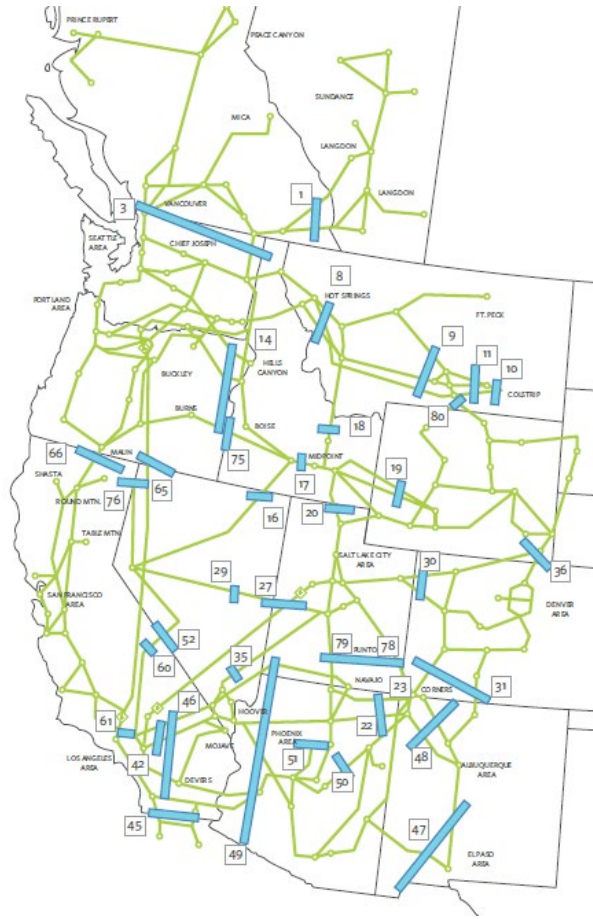 PRINCE RUPERT
PEACE CANYON
SUNDANCE
MICA
LANGDON
LANGDON
1
3
VANCOUVER
SEATTLE
AREA
CHEF JOSEPH
8
HOT SPRINGS
PORTLAND
AREA
FT. PECK
9
11
10
14
HELLS
CANYON
COLSTRIP
BUCKLEY
80
BURNS
BOISE
18
66
MALIN
75
MIDPOINT
SHASTA
17
19
76
65
ROUND MTN.
16
20
TABLE MTN.
SALT LAKE CITY
AREA
30
36
29
27
SAN FRANCISCO
AREA
DENVER
AREA
52
60
35
79
PUNTO
78
NAVAJO
23
CORNERS
31
46
HOOVER
61
PHOENIX
AREA
22
48
MOJAVE
LOS ANGELES
AREA
42
51
50
ALBUQUERQUE
AREA
DEVERS
45
47
49
EL PASO
AREA